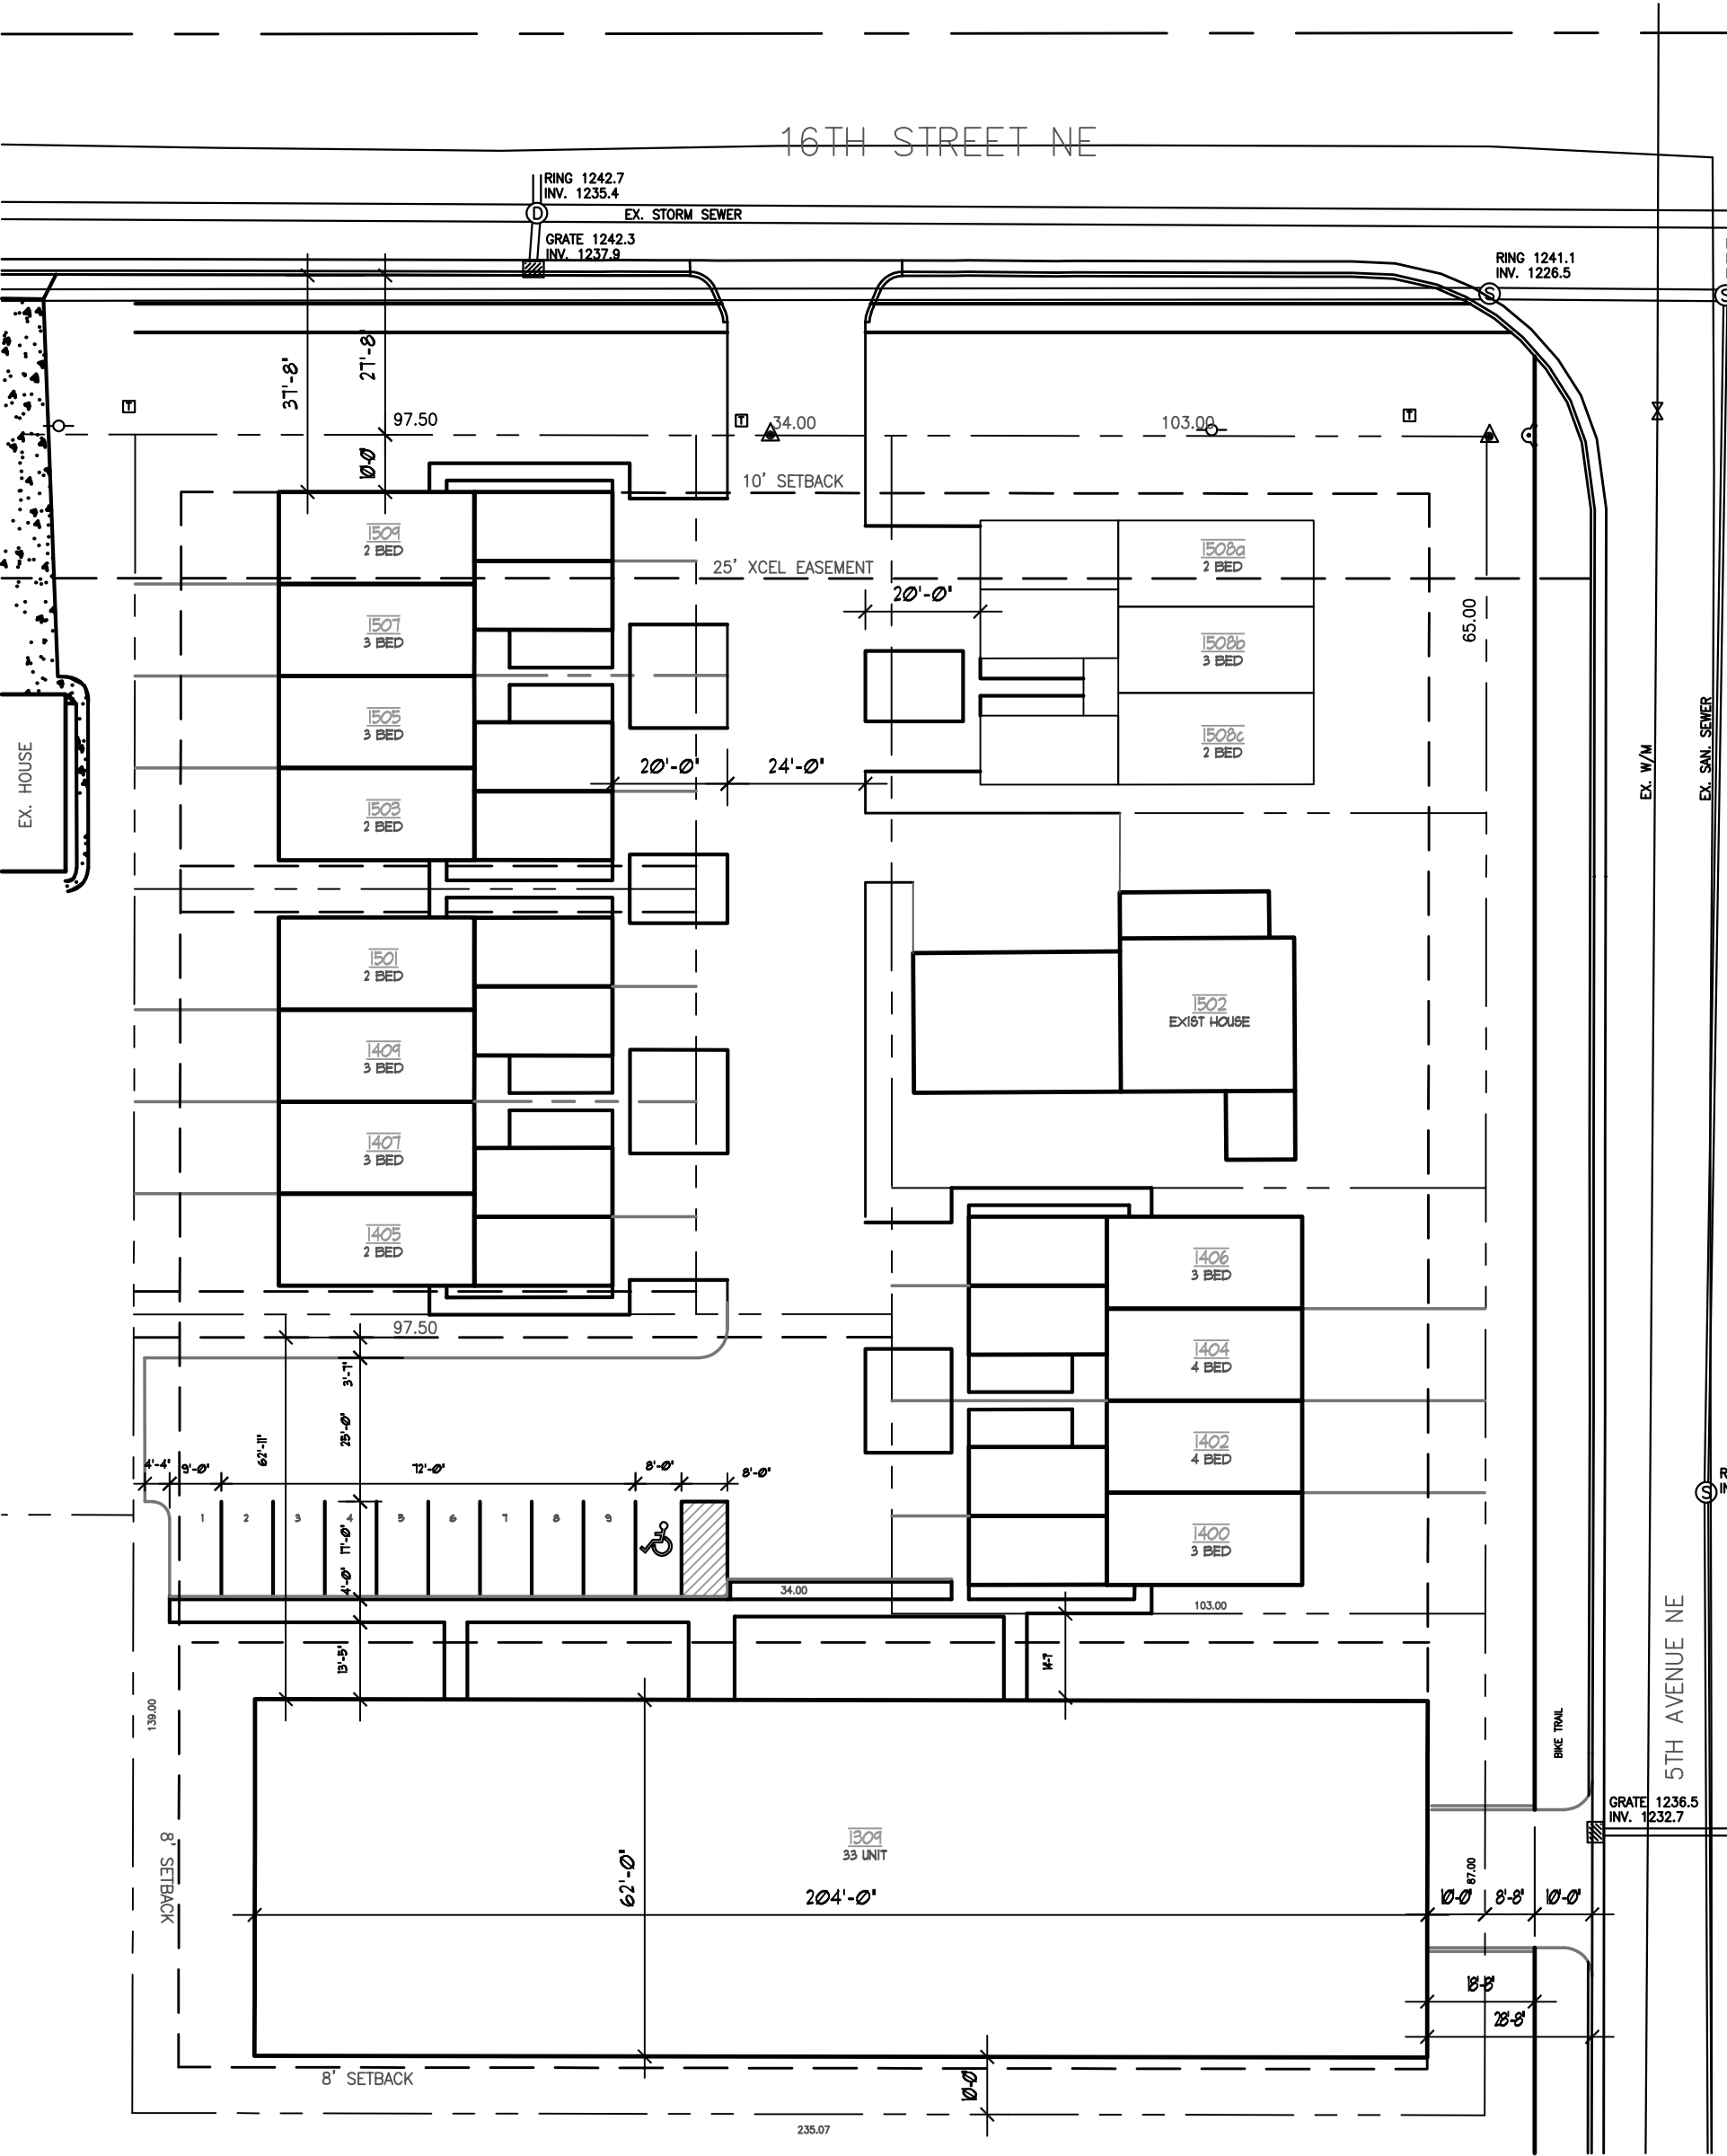 16TH STREET NE
RING 1242.7
INV. 1235.4
D
EX. STORM SEWER
GRATE 1242.3
INV. 1237.9
RING 1241.1
INV. 1226.5
S
S
37'-8"
27'-8"
T
T
T
97.50
34.00
103.00
10'-0"
10' SETBACK
1509
2 BED
1508a
2 BED
25' XCEL EASEMENT
20'-0"
65.00
1507
3 BED
1508b
3 BED
1505
3 BED
1508c
2 BED
EX. HOUSE
20'-0"
24'-0"
EX. W/M
EX. SAN. SEWER
1503
2 BED
1501
2 BED
1502
EXIST HOUSE
1409
3 BED
1407
3 BED
1405
2 BED
1406
3 BED
97.50
1404
4 BED
3'-7"
25'-0"
62'-11"
1402
4 BED
4'-4"
9'-0"
72'-0"
8'-0"
8'-0"
S
1
2
3
4
5
6
7
8
9
17'-0"
1400
3 BED
4'-0"
34.00
103.00
13'-5"
14-7
139.00
BIKE TRAIL
5TH AVENUE NE
GRATE 1236.5
INV. 1232.7
8' SETBACK
1309
33 UNIT
62'-0"
204'-0"
87.00
10'-0"
8'-8"
10'-0"
18'-8"
28'-8"
8' SETBACK
10'-0"
235.07